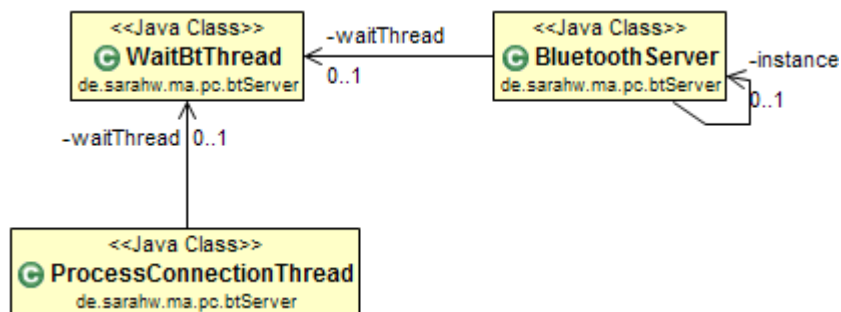 <<Java Class>>
C WaitBtThread
de.sarahw.ma.pc.btServer
-waitThread
0..1
<<Java Class>>
C BluetoothServer
de.sarahw.ma.pc.btServer
-instance
0..1
-waitThread 0..1
<<Java Class>>
C ProcessConnectionThread
de.sarahw.ma.pc.btServer